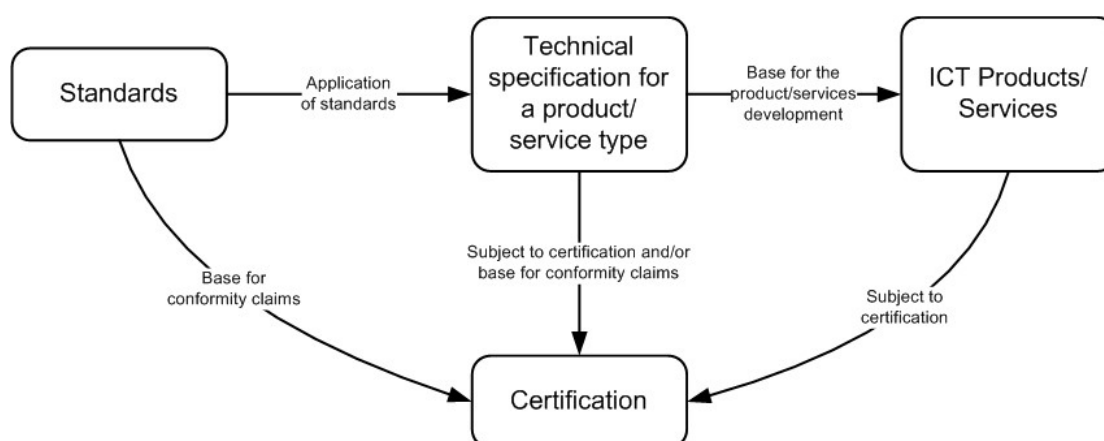 Standards
Application
of standards
Technical
specification for
a product/
service type
Base for the
product/services
development
ICT Products/
Services
Base for
conformity claims
Subject to certification and/or
base for conformity claims
Subject to
certification
Certification